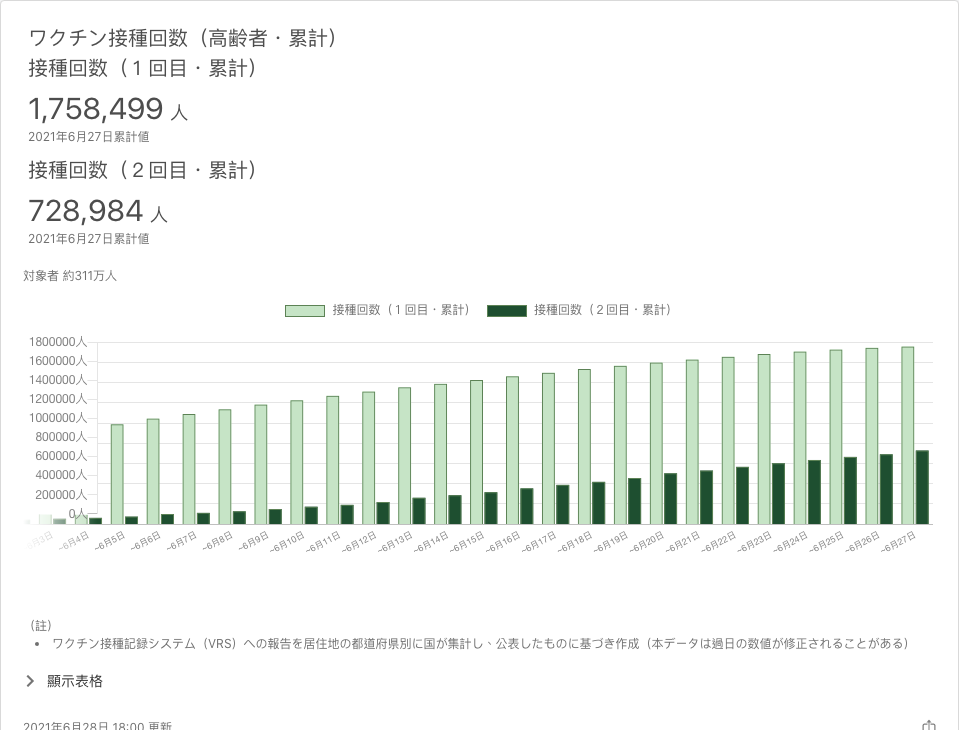 ワクチン接種回数（高齢者・累計）
接種回数（１回目・累計）
1,758,499 人
2021年6月27日累計値
接種回数（２回目・累計）
728,984 人
2021年6月27日累計値
対象者 約311万人
接種回数（１回目・累計） 接種回数（２回目・累計）
1800000人
1600000人
1400000人
1200000人
1000000人
800000人
600000人
400000人
200000人
0人
~6月3日 ~6月4日 ~6月5日 ~6月6日 ~6月7日 ~6月8日 ~6月9日 ~6月10日 ~6月11日 ~6月12日 ~6月13日 ~6月14日 ~6月15日 ~6月16日 ~6月17日 ~6月18日 ~6月19日 ~6月20日 ~6月21日 ~6月22日 ~6月23日 ~6月24日 ~6月25日 ~6月26日 ~6月27日
（註）
• ワクチン接種記録システム（VRS）への報告を居住地の都道府県別に国が集計し、公表したものに基づき作成（本データは過日の数値が修正されることがある）
顯示表格
2021年6月28日 18:00 更新